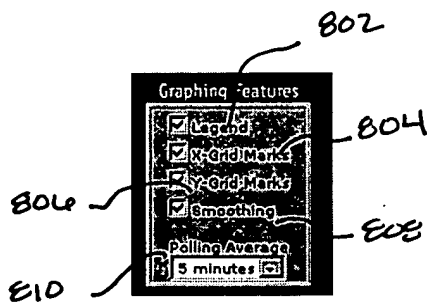 802
Graphing Features
Legend
804
X-Grid Marks
Y-Grid Marks
806
Smoothing
808
Polling Average
5 minutes
810